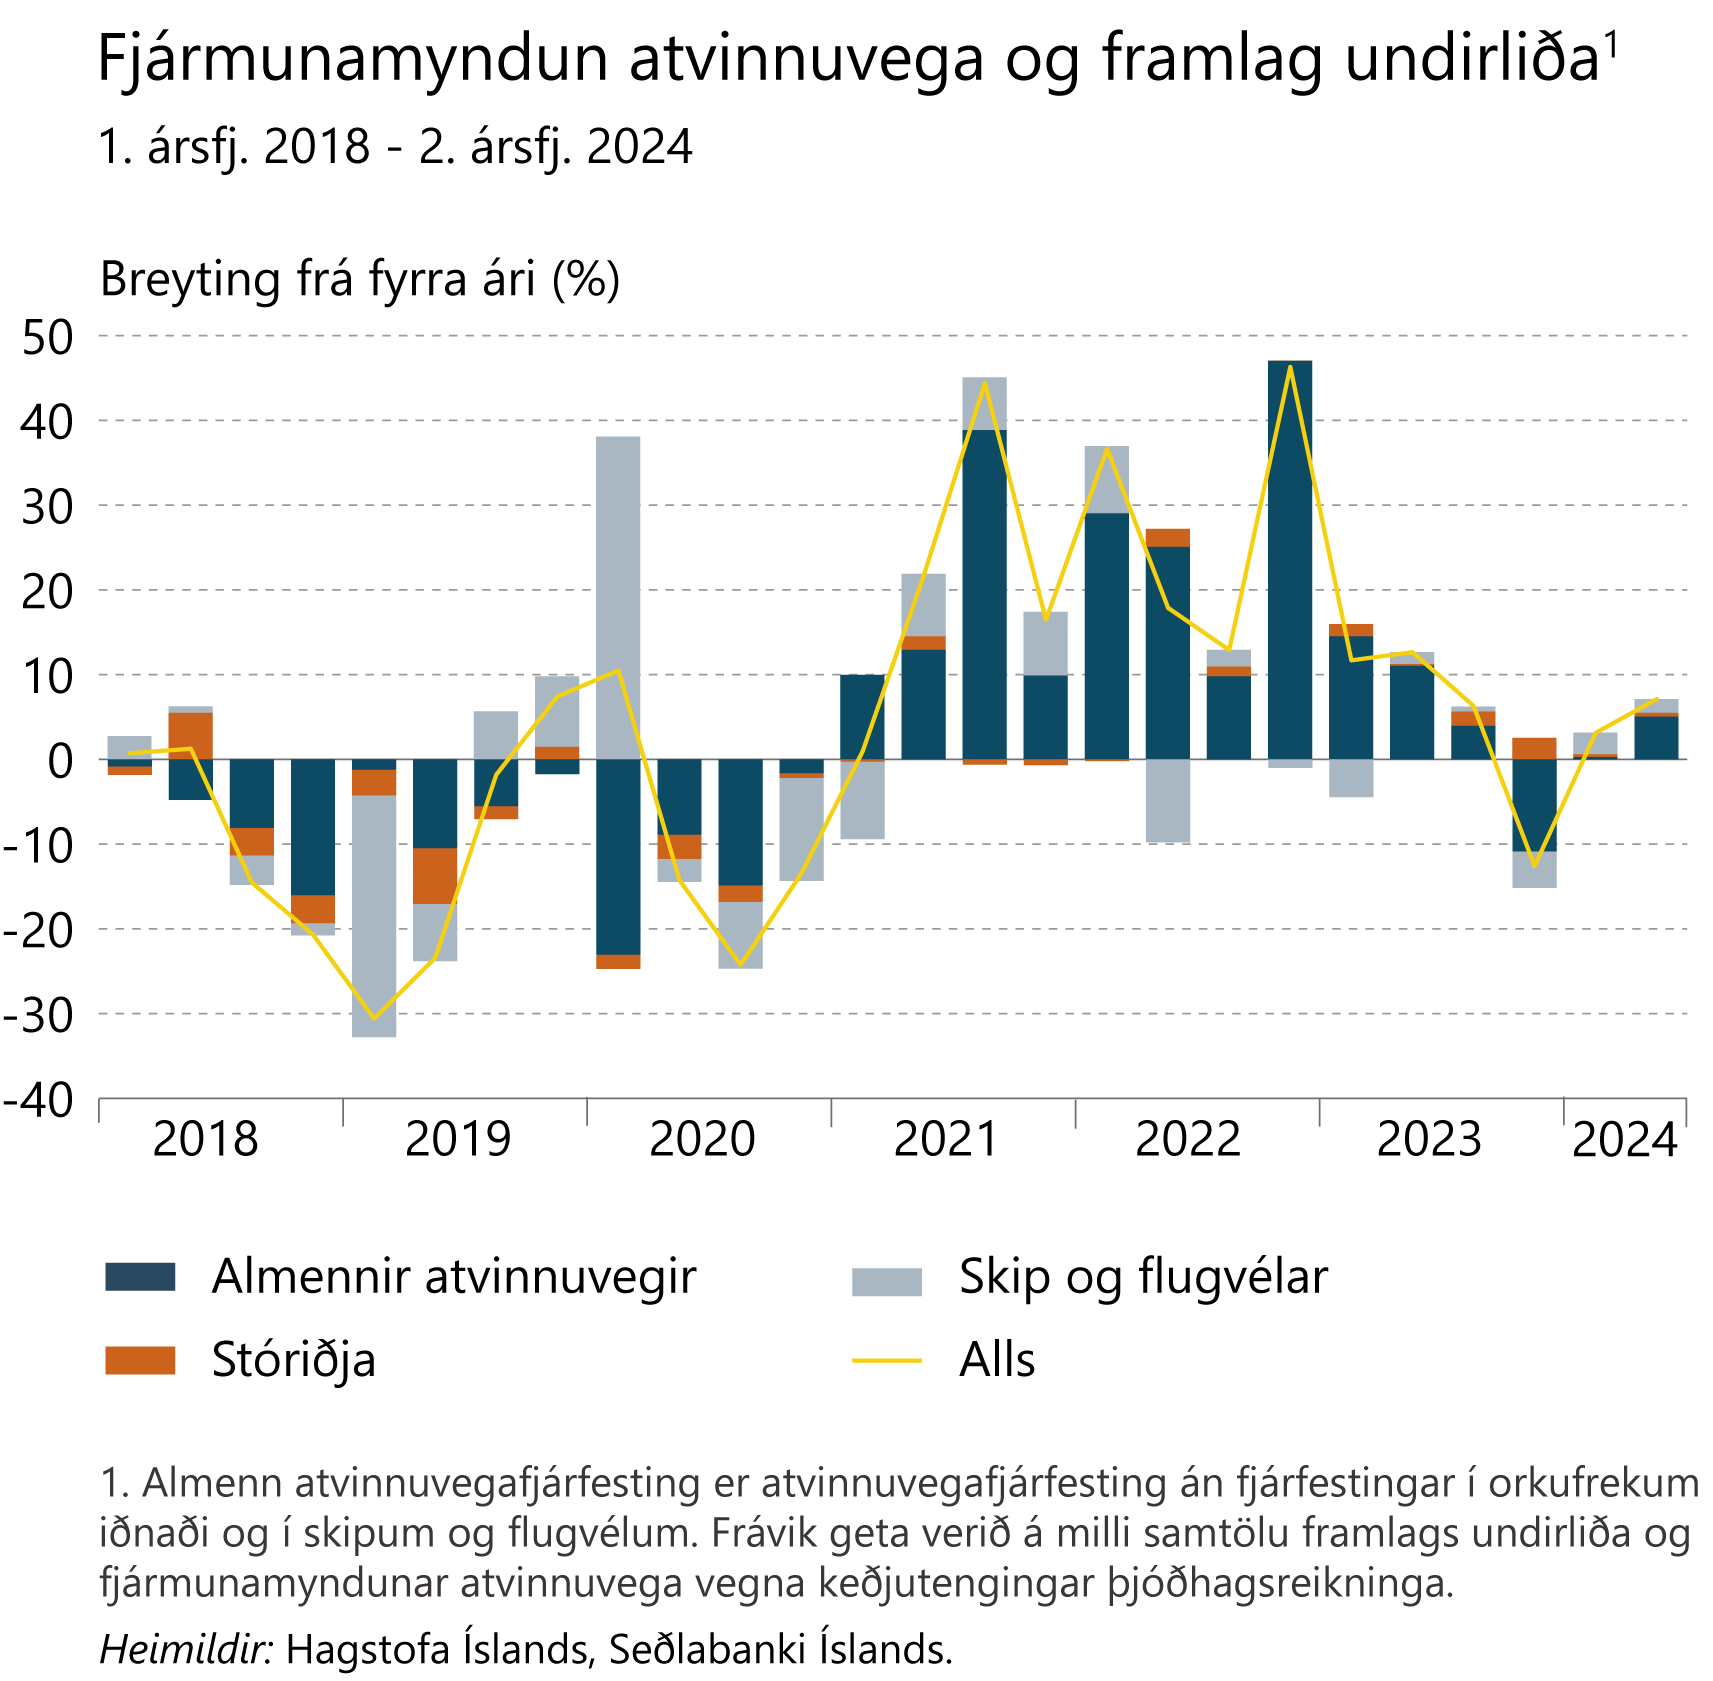 Fjármunamyndun atvinnuvega og framlag undirliða¹
1. ársfj. 2018 - 2. ársfj. 2024
Breyting frá fyrra ári (%)
50
40
30
20
10
0
-10
-20
-30
-40
2018 2019 2020 2021 2022 2023 2024
Almennir atvinnuvegir
Skip og flugvélar
Stóriðja
Alls
1. Almenn atvinnuvegafjárfesting er atvinnuvegafjárfesting án fjárfestingar í orkufrekum
iðnaði og í skipum og flugvélum. Frávik geta verið á milli samtölu framlags undirliða og
fjármunamyndunar atvinnuvega vegna keðjutengingar þjóðhagsreikninga.
Heimildir: Hagstofa Íslands, Seðlabanki Íslands.